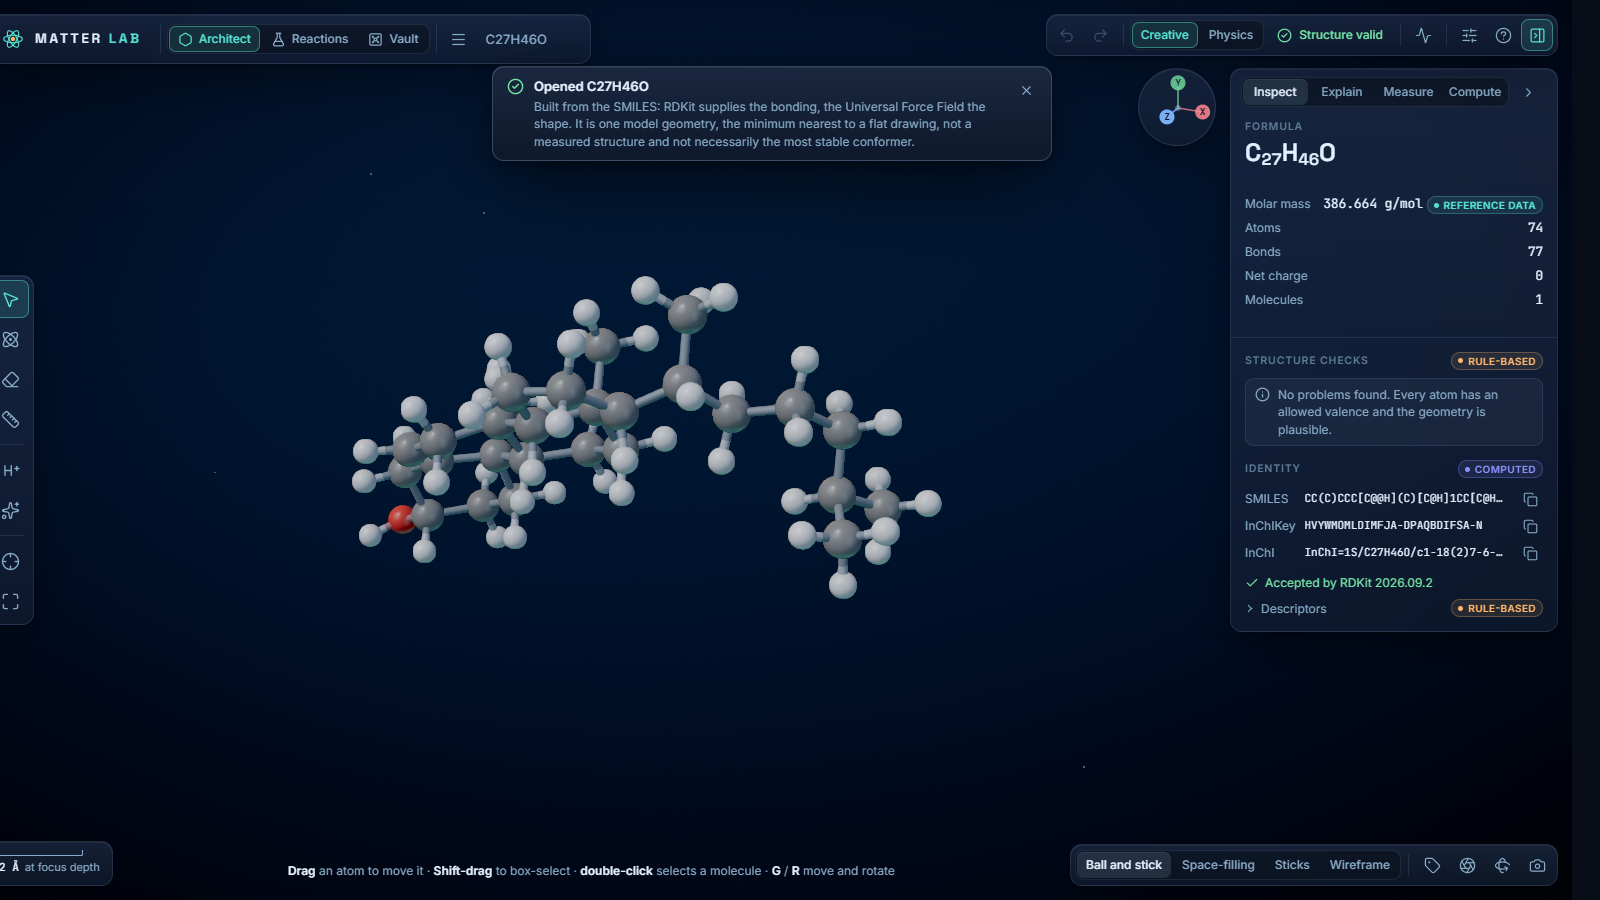 MATTER LAB
Architect
Reactions
Vault
C27H46O
Creative
Physics
Structure valid
Opened C27H46O
Built from the SMILES: RDKit supplies the bonding, the Universal Force Field the
shape. It is one model geometry, the minimum nearest to a flat drawing, not a
measured structure and not necessarily the most stable conformer.
Y
X
Z
Inspect
Explain
Measure
Compute
FORMULA
C₂₇H₄₆O
Molar mass 386.664 g/mol REFERENCE DATA
Atoms 74
Bonds 77
Net charge 0
Molecules 1
STRUCTURE CHECKS RULE-BASED
No problems found. Every atom has an
allowed valence and the geometry is
plausible.
IDENTITY COMPUTED
SMILES CC(C)CCC[C@@H](C)[C@H]1CC[C@H…
InChIKey HVYWMOMLDIMFJA-DPAQBDIFSA-N
InChI InChI=1S/C27H46O/c1-18(2)7-6-…
Accepted by RDKit 2026.09.2
Descriptors RULE-BASED
H+
2 Å at focus depth
Drag an atom to move it · Shift-drag to box-select · double-click selects a molecule · G / R move and rotate
Ball and stick
Space-filling
Sticks
Wireframe